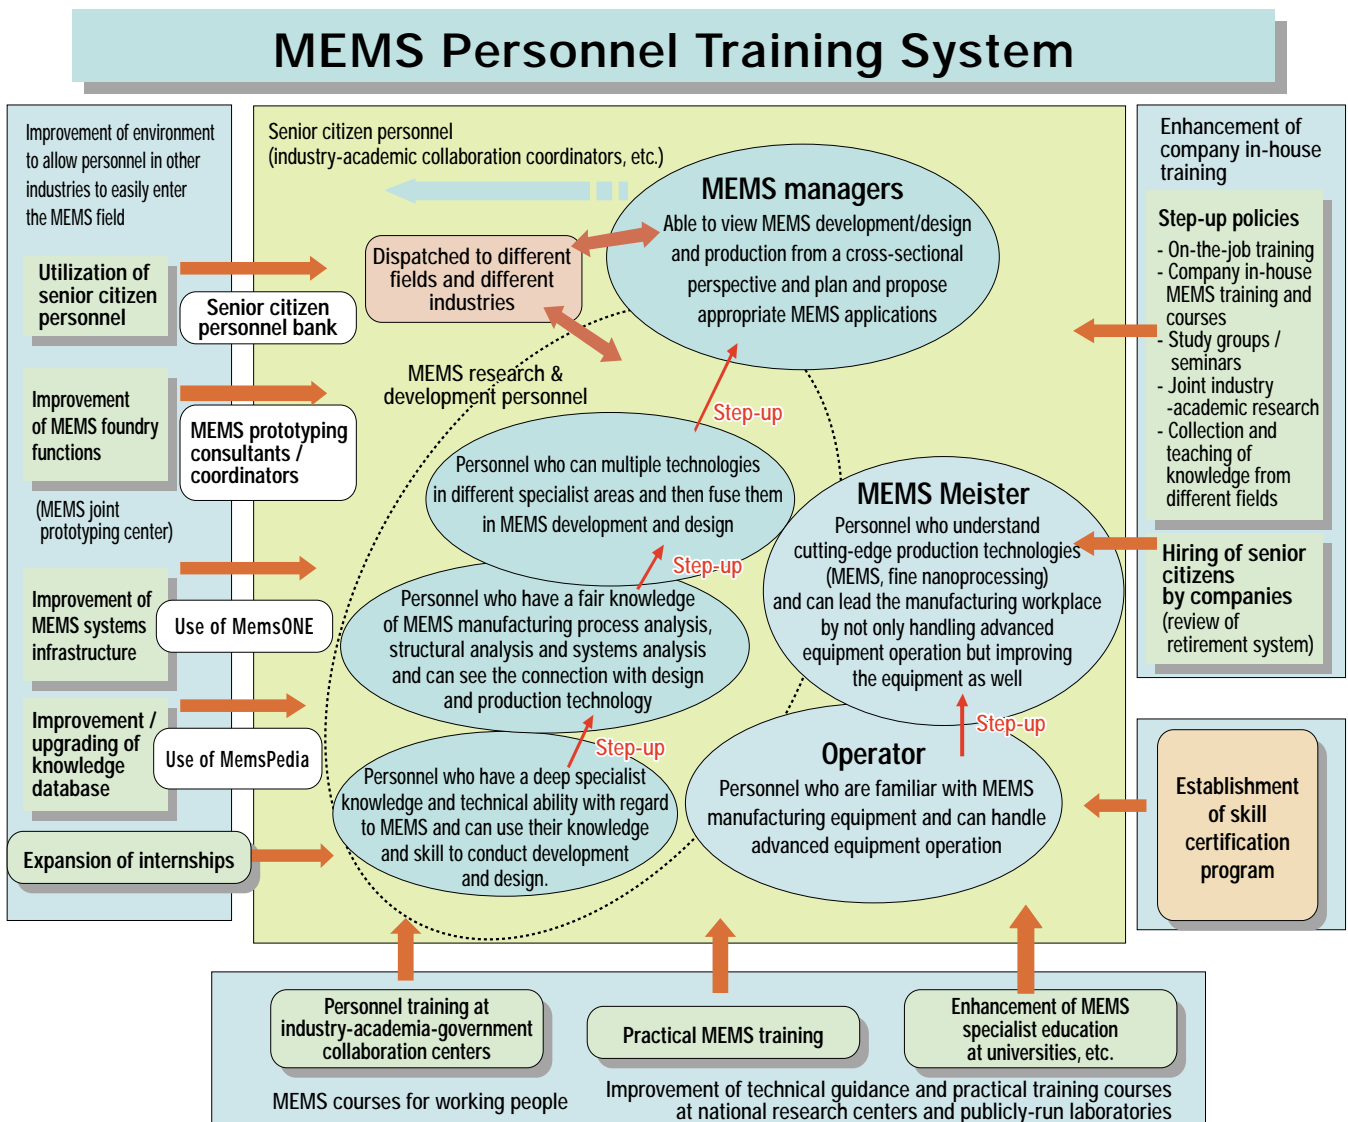 MEMS Personnel Training System
Improvement of environment
to allow personnel in other
industries to easily enter
the MEMS field
Utilization of
senior citizen
personnel
Senior citizen
personnel bank
Improvement
of MEMS foundry
functions
MEMS prototyping
consultants /
coordinators
(MEMS joint
prototyping center)
Improvement of
MEMS systems
infrastructure
Use of MemsONE
Improvement /
upgrading of
knowledge
database
Use of MemsPedia
Expansion of internships
Senior citizen personnel
(industry-academic collaboration coordinators, etc.)
MEMS managers
Able to view MEMS development/design
and production from a cross-sectional
perspective and plan and propose
appropriate MEMS applications
Dispatched to different
fields and different
industries
MEMS research &
development personnel
Step-up
Personnel who can multiple technologies
in different specialist areas and then fuse them
in MEMS development and design
Step-up
Personnel who have a fair knowledge
of MEMS manufacturing process analysis,
structural analysis and systems analysis
and can see the connection with design
and production technology
Step-up
Personnel who have a deep specialist
knowledge and technical ability with regard
to MEMS and can use their knowledge
and skill to conduct development
and design.
MEMS Meister
Personnel who understand
cutting-edge production technologies
(MEMS, fine nanoprocessing)
and can lead the manufacturing workplace
by not only handling advanced
equipment operation but improving
the equipment as well
Step-up
Operator
Personnel who are familiar with MEMS
manufacturing equipment and can handle
advanced equipment operation
Enhancement of
company in-house
training
Step-up policies
- On-the-job training
- Company in-house
MEMS training and
courses
- Study groups /
seminars
- Joint industry
-academic research
- Collection and
teaching of
knowledge from
different fields
Hiring of senior
citizens
by companies
(review of
retirement system)
Establishment
of skill
certification
program
Personnel training at
industry-academia-government
collaboration centers
Practical MEMS training
Enhancement of MEMS
specialist education
at universities, etc.
MEMS courses for working people
Improvement of technical guidance and practical training courses
at national research centers and publicly-run laboratories